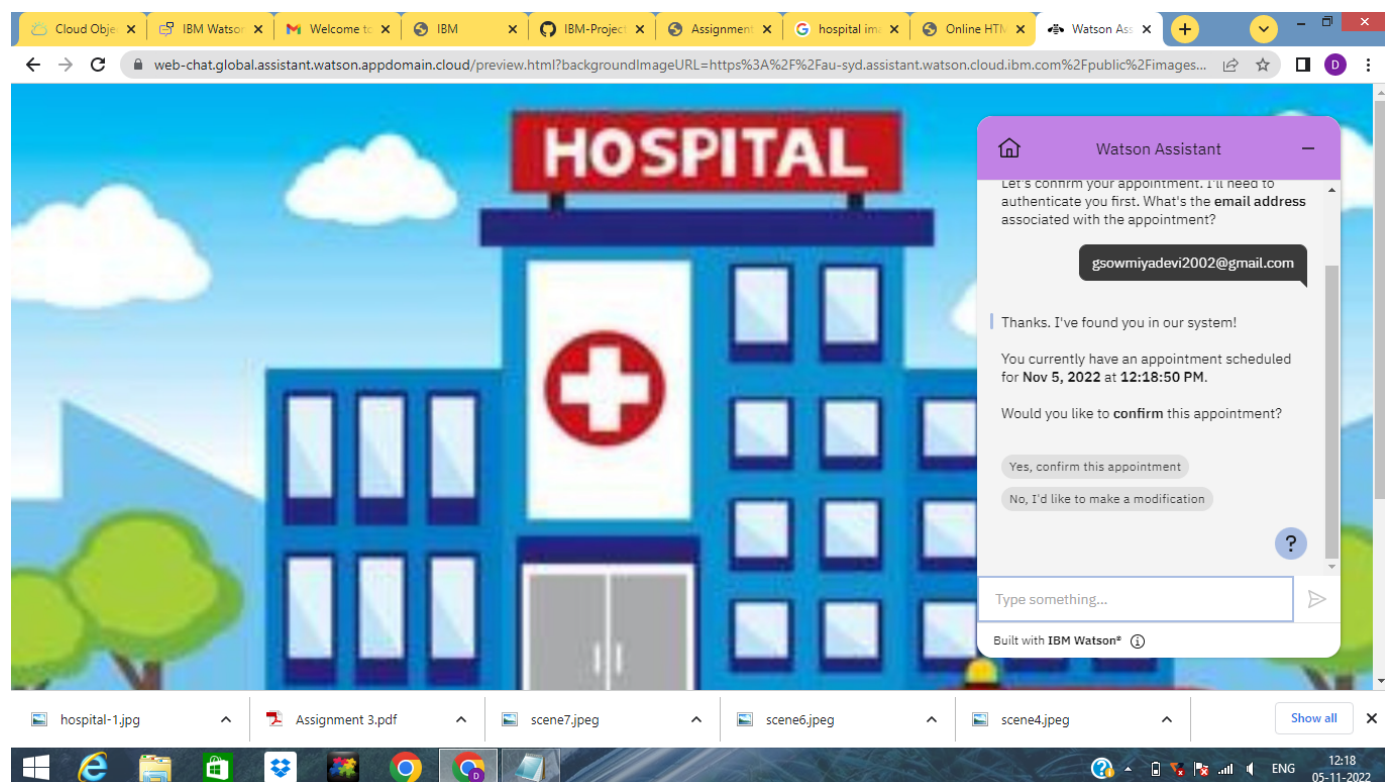 Cloud Obje
IBM Watson
Welcome to
IBM
IBM-Project
Assignment
hospital ima
Online HTM
Watson Ass
web-chat.global.assistant.watson.appdomain.cloud/preview.html?backgroundImageURL=https%3A%2F%2Fau-syd.assistant.watson.cloud.ibm.com%2Fpublic%2Fimages...
D
HOSPITAL
Watson Assistant
Let's confirm your appointment. I'll need to
authenticate you first. What's the email address
associated with the appointment?
gsowmiyadevi2002@gmail.com
Thanks. I've found you in our system!
You currently have an appointment scheduled
for Nov 5, 2022 at 12:18:50 PM.
Would you like to confirm this appointment?
Yes, confirm this appointment
No, I'd like to make a modification
?
Type something...
Built with IBM Watson®
hospital-1.jpg
Assignment 3.pdf
scene7.jpeg
scene6.jpeg
scene4.jpeg
Show all
ENG
12:18
05-11-2022